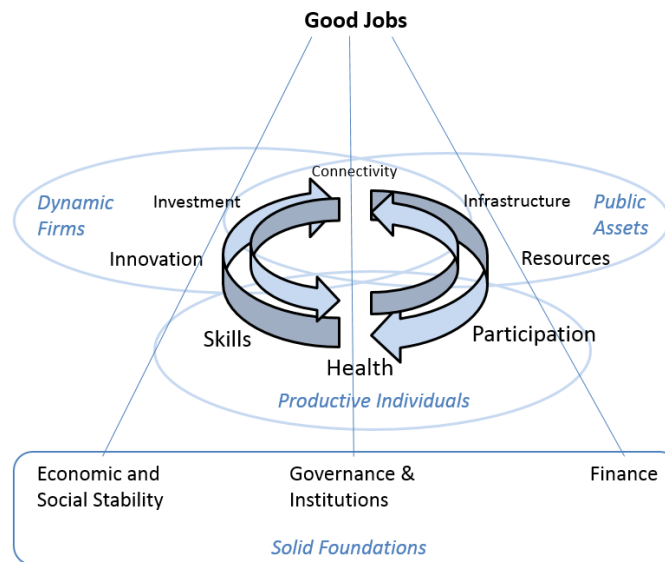 Good Jobs
Connectivity
Dynamic
Firms
Investment
Infrastructure
Public
Assets
Innovation
Resources
Skills
Participation
Health
Productive Individuals
Economic and
Social Stability
Governance &
Institutions
Finance
Solid Foundations